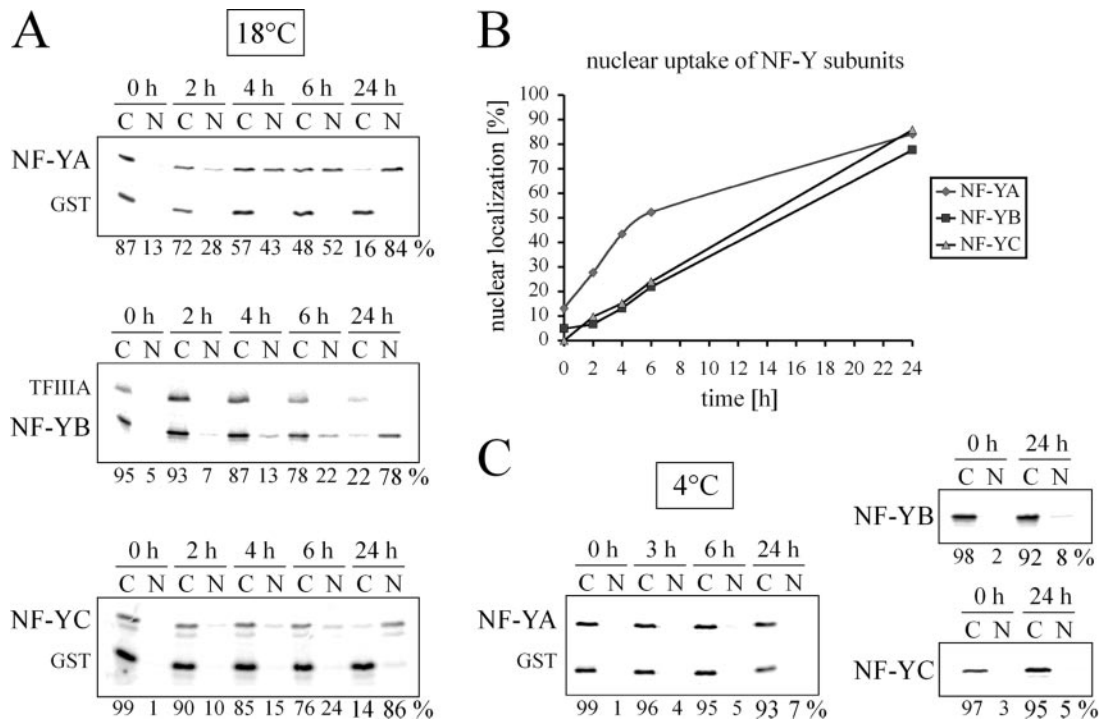 A
18°C
0 h 2 h 4 h 6 h 24 h
C N C N C N C N C N
NF-YA
GST
87 13 72 28 57 43 48 52 16 84 %
0 h 2 h 4 h 6 h 24 h
C N C N C N C N C N
TFIIIA
NF-YB
95 5 93 7 87 13 78 22 22 78 %
0 h 2 h 4 h 6 h 24 h
C N C N C N C N C N
NF-YC
GST
99 1 90 10 85 15 76 24 14 86 %
B
nuclear uptake of NF-Y subunits
nuclear localization [%]
100
90
80
70
60
50
40
30
20
10
0
0 2 4 6 8 10 12 14 16 18 20 22 24
time [h]
NF-YA
NF-YB
NF-YC
C
4°C
0 h 3 h 6 h 24 h
C N C N C N C N
NF-YA
GST
99 1 96 4 95 5 93 7 %
0 h 24 h
C N C N
NF-YB
98 2 92 8 %
0 h 24 h
C N C N
NF-YC
97 3 95 5 %